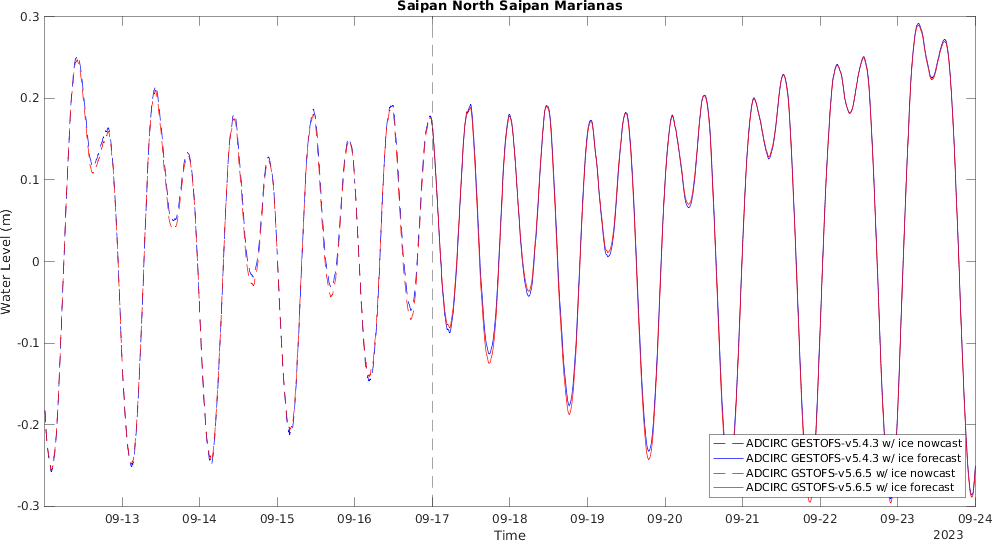 Saipan North Saipan Marianas
0.3
0.2
0.1
0
-0.1
-0.2
-0.3
Water Level (m)
ADCIRC GESTOFS-v5.4.3 w/ ice nowcast
ADCIRC GESTOFS-v5.4.3 w/ ice forecast
ADCIRC GSTOFS-v5.6.5 w/ ice nowcast
ADCIRC GSTOFS-v5.6.5 w/ ice forecast
09-13 09-14 09-15 09-16 09-17 09-18 09-19 09-20 09-21 09-22 09-23 09-24
Time
2023